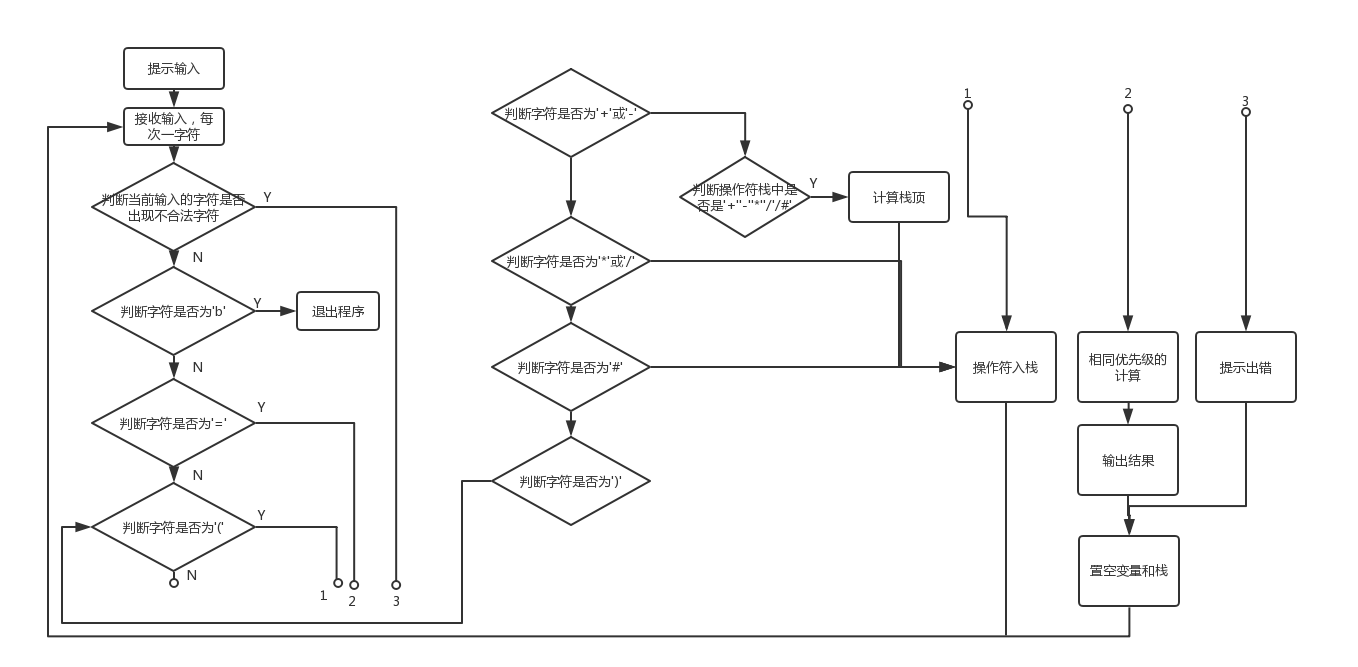 提示输入
接收输入，每
次一字符
判断当前输入的字符是否
出现不合法字符
Y
N
判断字符是否为'b'
Y
退出程序
N
判断字符是否为'='
Y
N
判断字符是否为'('
Y
N
1
2
3
判断字符是否为'+'或'-'
判断操作符栈中是
否是'+''-''*''/'/#'
Y
计算栈顶
判断字符是否为'*'或'/'
判断字符是否为'#'
判断字符是否为')'
1
操作符入栈
2
相同优先级的
计算
输出结果
置空变量和栈
3
提示出错